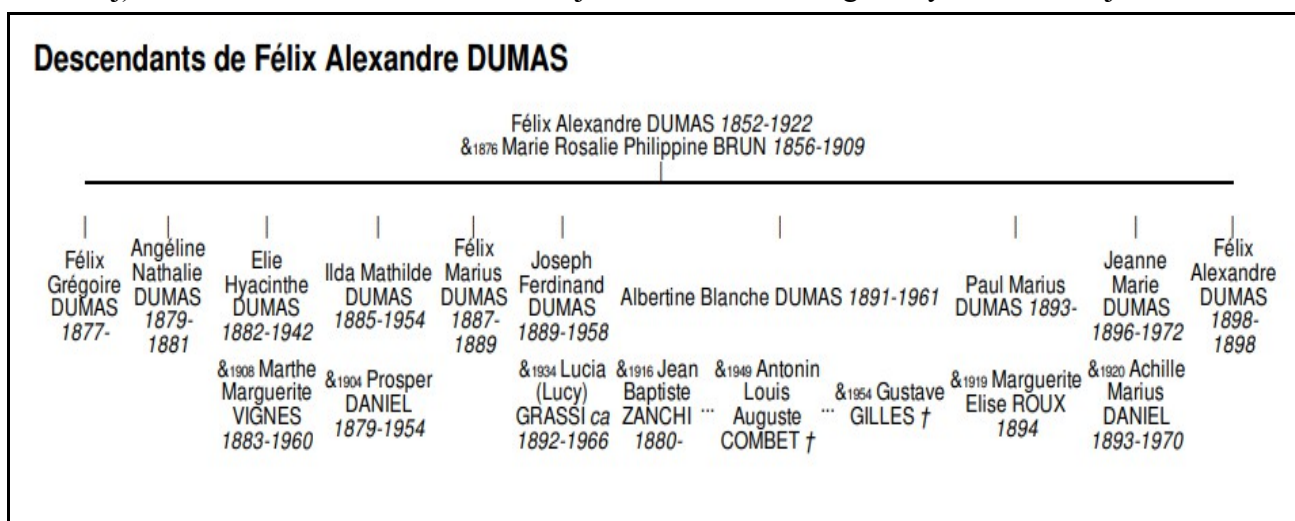 Descendants de Félix Alexandre DUMAS
Félix Alexandre DUMAS 1852-1922
&1876 Marie Rosalie Philippine BRUN 1856-1909
Félix
Grégoire
DUMAS
1877-
Angéline
Nathalie
DUMAS
1879-
1881
Elie
Hyacinthe
DUMAS
1882-1942
&1908 Marthe
Marguerite
VIGNES
1883-1960
Ilda Mathilde
DUMAS
1885-1954
&1904 Prosper
DANIEL
1879-1954
Félix
Marius
DUMAS
1887-
1889
Joseph
Ferdinand
DUMAS
1889-1958
&1934 Lucia
(Lucy)
GRASSI ca
1892-1966
Albertine Blanche DUMAS 1891-1961
&1916 Jean
Baptiste
ZANCHI
1880-
...
&1949 Antonin
Louis
Auguste
COMBET †
...
&1954 Gustave
GILLES †
Paul Marius
DUMAS 1893-
&1919 Marguerite
Elise ROUX
1894
Jeanne
Marie
DUMAS
1896-1972
&1920 Achille
Marius
DANIEL
1893-1970
Félix
Alexandre
DUMAS
1898-
1898